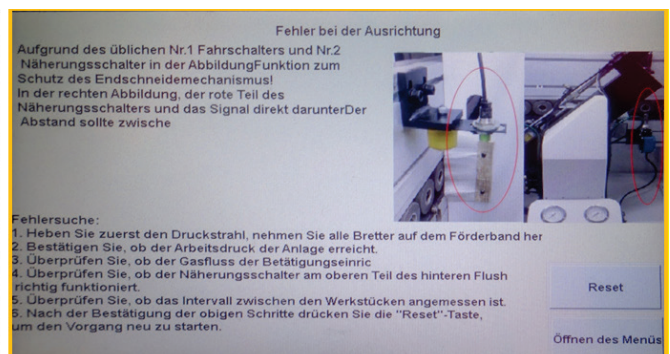 Fehler bei der Ausrichtung
Aufgrund des üblichen Nr.1 Fahrschalters und Nr.2
Näherungsschalter in der AbbildungFunktion zum
Schutz des Endschneidemechanismus!
In der rechten Abbildung, der rote Teil des
Näherungsschalters und das Signal direkt darunterDer
Abstand sollte zwische
Fehlersuche:
1. Heben Sie zuerst den Druckstrahl, nehmen Sie alle Bretter auf dem Förderband her
2. Bestätigen Sie, ob der Arbeitsdruck der Anlage erreicht.
3. Überprüfen Sie, ob der Gasfluss der Betätigungseinric
4. Überprüfen Sie, ob der Näherungsschalter am oberen Teil des hinteren Flush
richtig funktioniert.
5. Überprüfen Sie, ob das Intervall zwischen den Werkstücken angemessen ist.
6. Nach der Bestätigung der obigen Schritte drücken Sie die "Reset"-Taste,
um den Vorgang neu zu starten.
Reset
Öffnen des Menüs